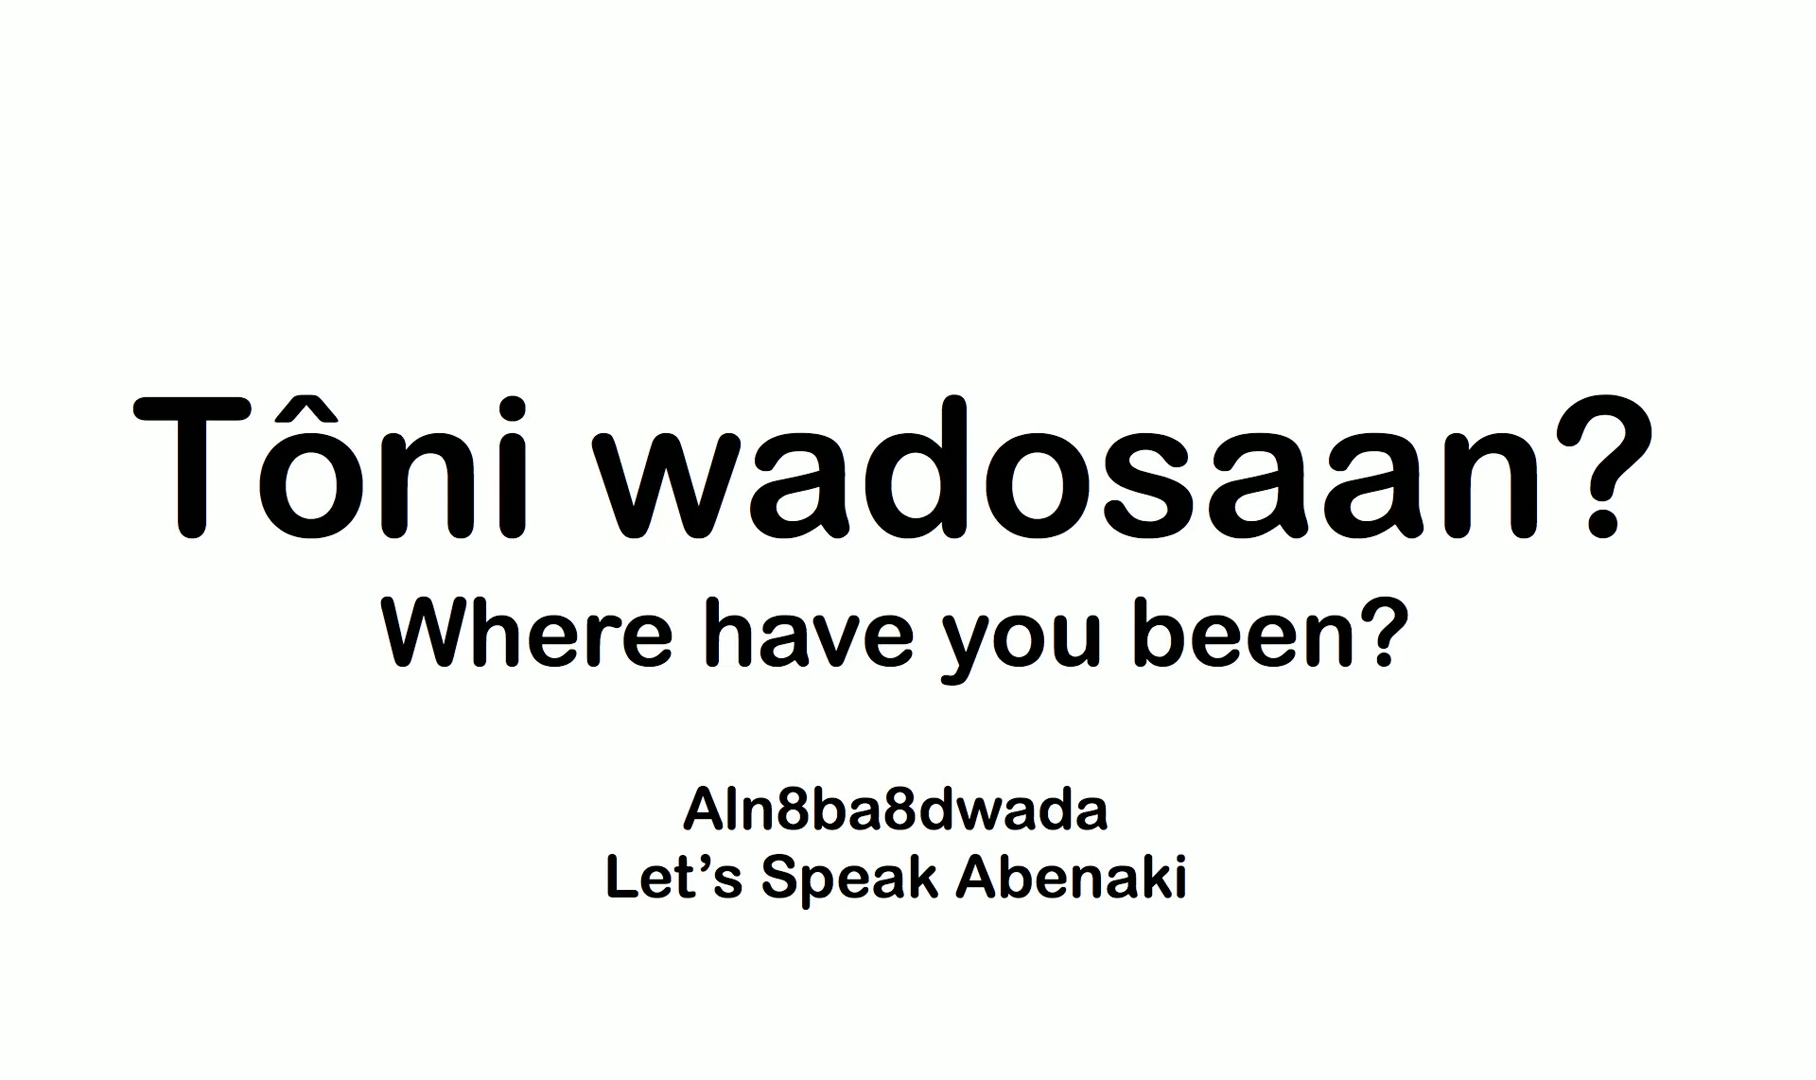 Tôni wadosaan?
Where have you been?
Aln8ba8dwada
Let’s Speak Abenaki